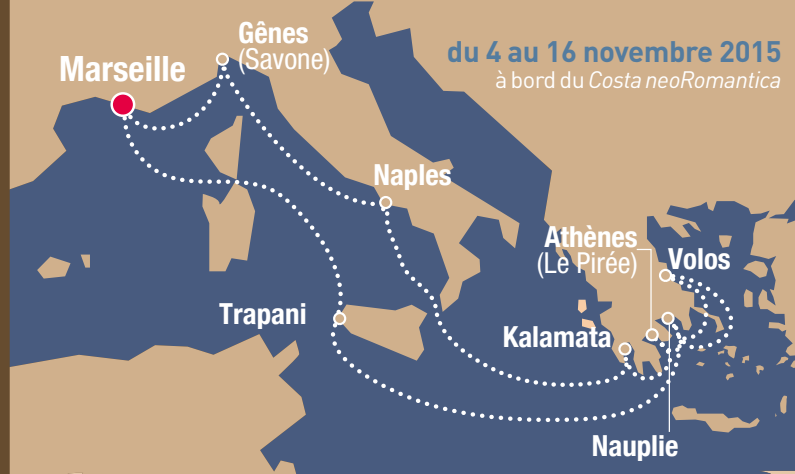 Gênes
(Savone)
Marseille
du 4 au 16 novembre 2015
à bord du Costa neoRomantica
Naples
Athènes
(Le Pirée)
Volos
Trapani
Kalamata
Nauplie